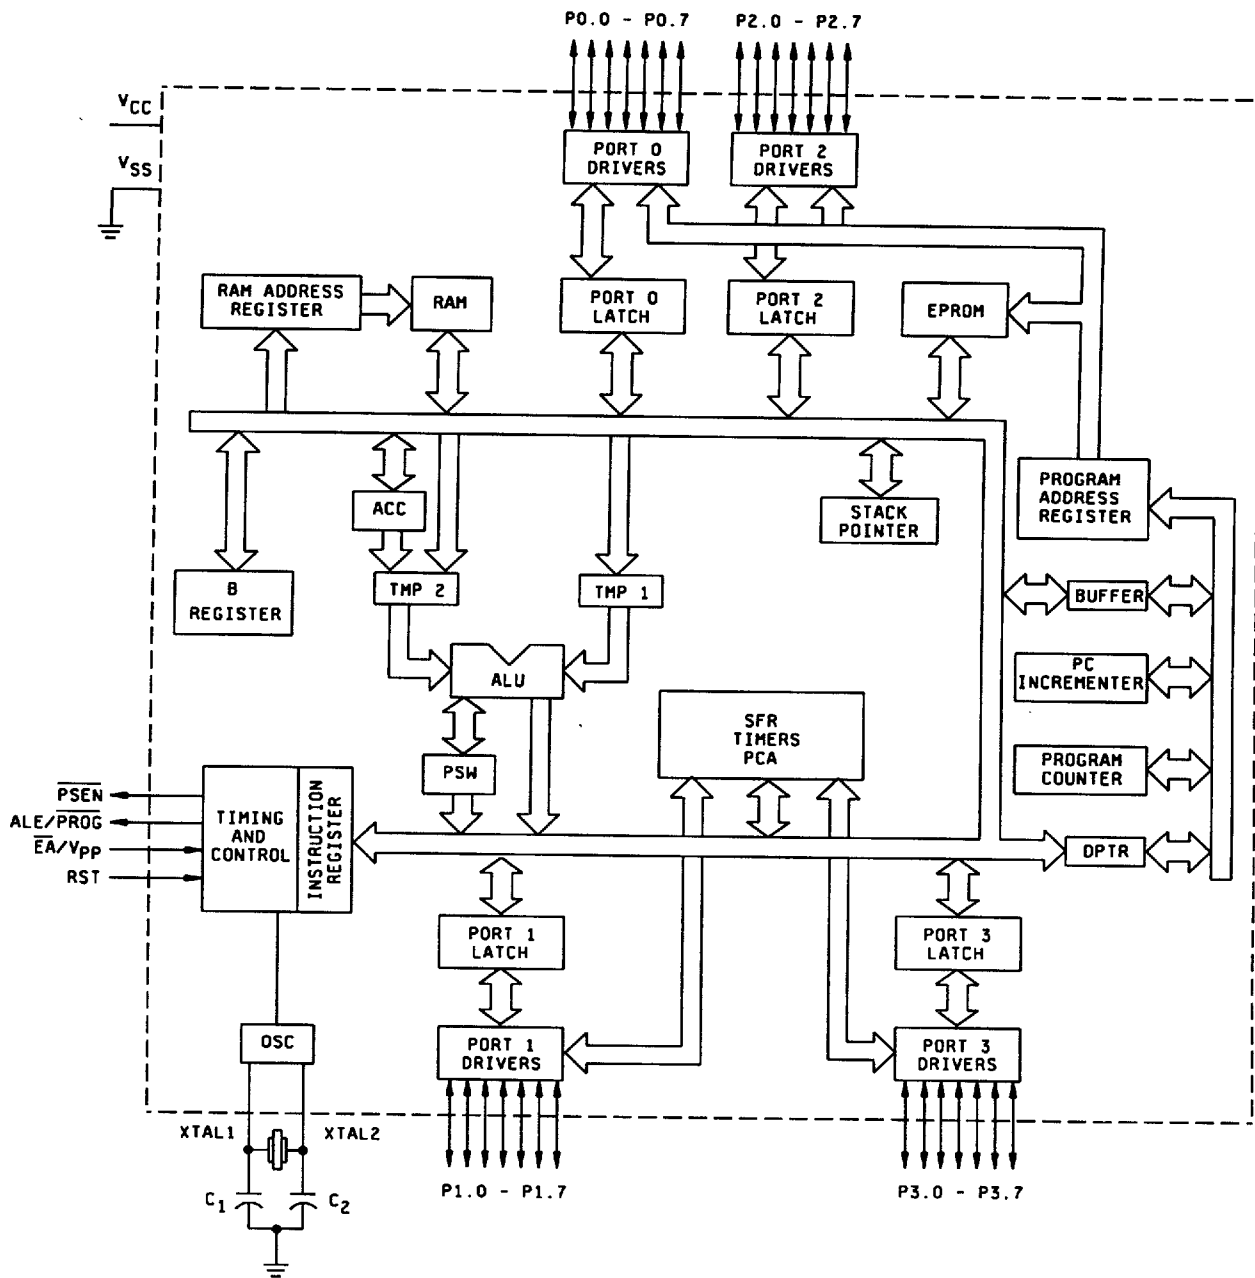 P0.0 - P0.7
P2.0 - P2.7
VCC
VSS
PORT 0
DRIVERS
PORT 2
DRIVERS
RAM ADDRESS
REGISTER
RAM
PORT 0
LATCH
PORT 2
LATCH
EPROM
PROGRAM
ADDRESS
REGISTER
ACC
STACK
POINTER
B
REGISTER
TMP 2
TMP 1
BUFFER
ALU
PC
INCREMENTER
SFR
TIMERS
PCA
PSW
PROGRAM
COUNTER
PSEN
ALE/PROG
EA/VPP
RST
TIMING
AND
CONTROL
INSTRUCTION
REGISTER
DPTR
PORT 1
LATCH
PORT 3
LATCH
OSC
PORT 1
DRIVERS
PORT 3
DRIVERS
XTAL1
XTAL2
C1
C2
P1.0 - P1.7
P3.0 - P3.7